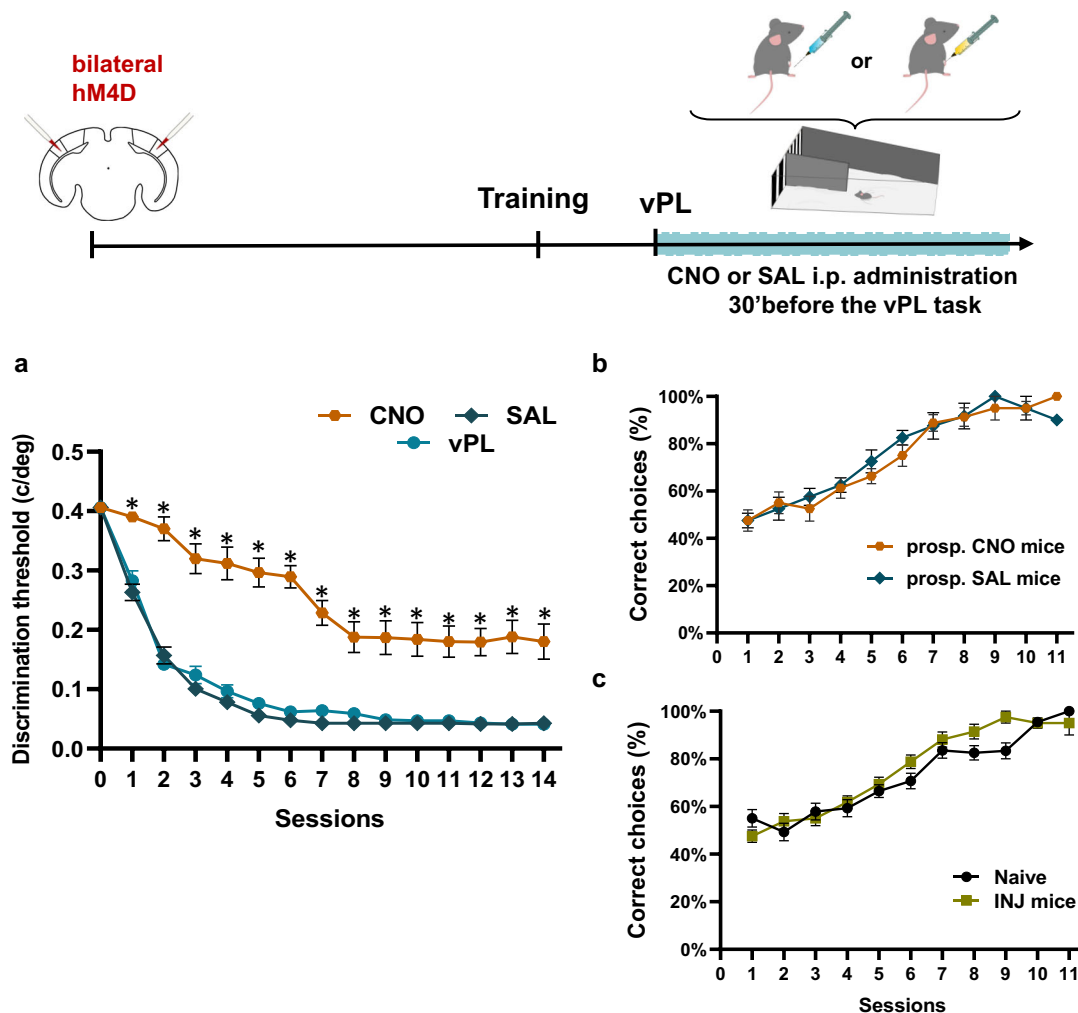 bilateral
hM4D
or
Training
vPL
CNO or SAL i.p. administration
30'before the vPL task
a
CNO
SAL
vPL
Discrimination threshold (c/deg)
0.5
0.4
0.3
0.2
0.1
0.0
* * * * * * * * * * * * * *
0 1 2 3 4 5 6 7 8 9 10 11 12 13 14
Sessions
b
Correct choices (%)
100%
80%
60%
40%
20%
0%
prosp. CNO mice
prosp. SAL mice
0 1 2 3 4 5 6 7 8 9 10 11
c
Correct choices (%)
100%
80%
60%
40%
20%
0%
Naive
INJ mice
0 1 2 3 4 5 6 7 8 9 10 11
Sessions